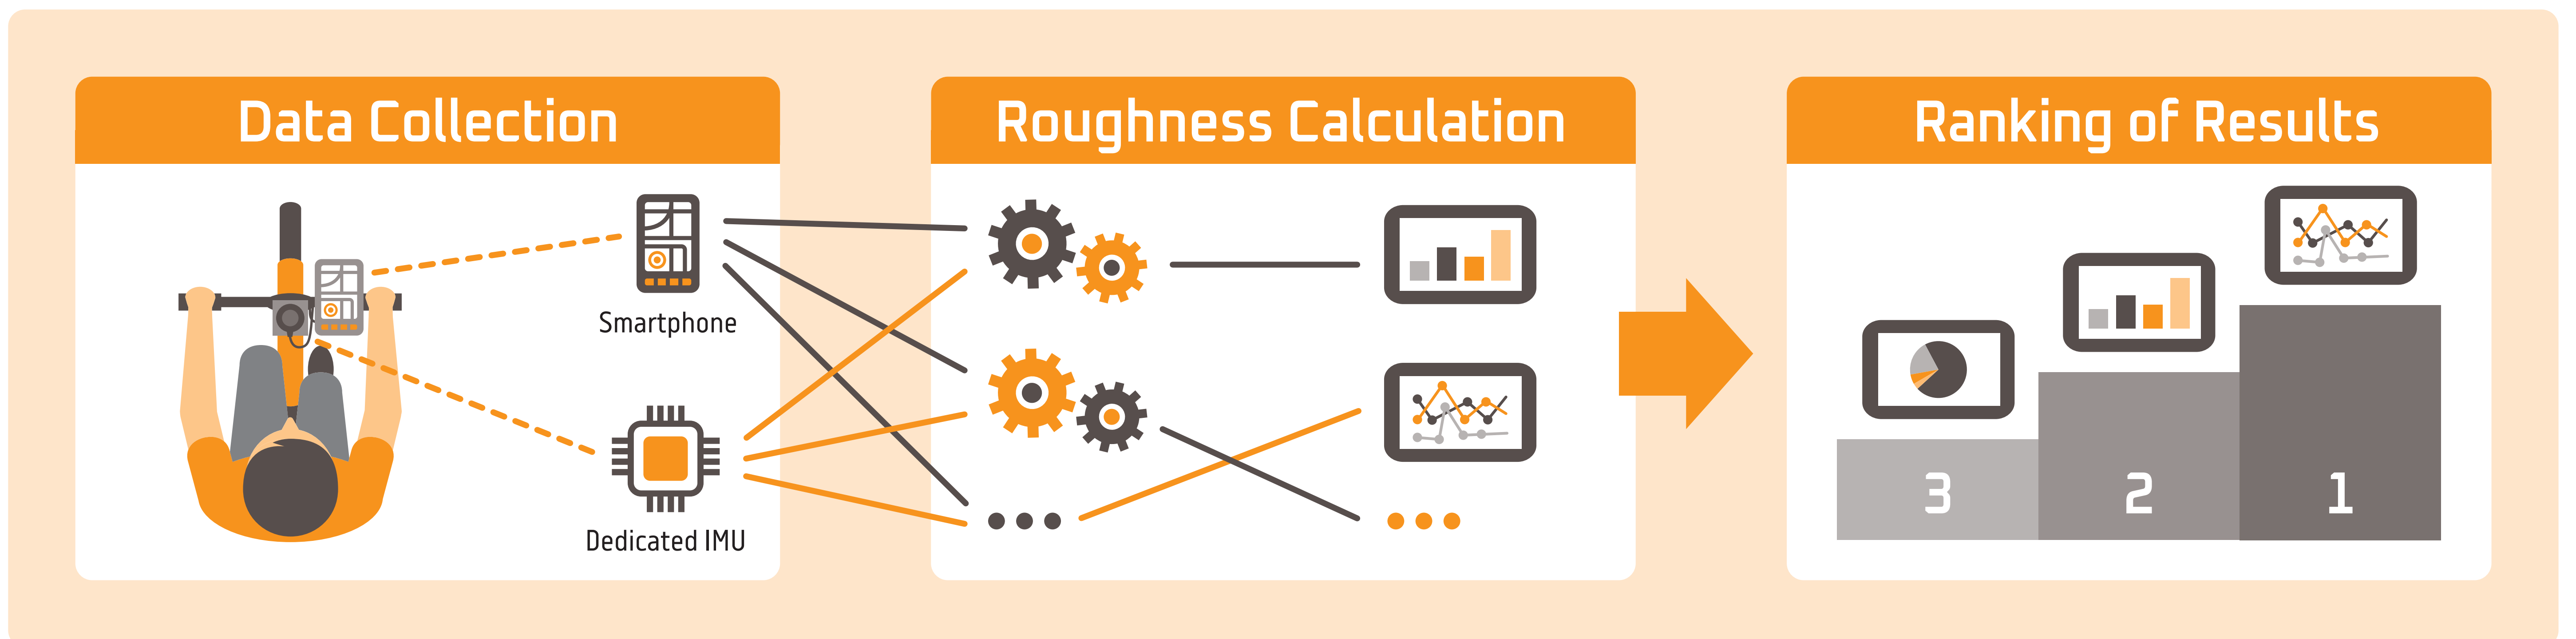 Data Collection
Smartphone
Dedicated IMU
Roughness Calculation
Ranking of Results
3
2
1